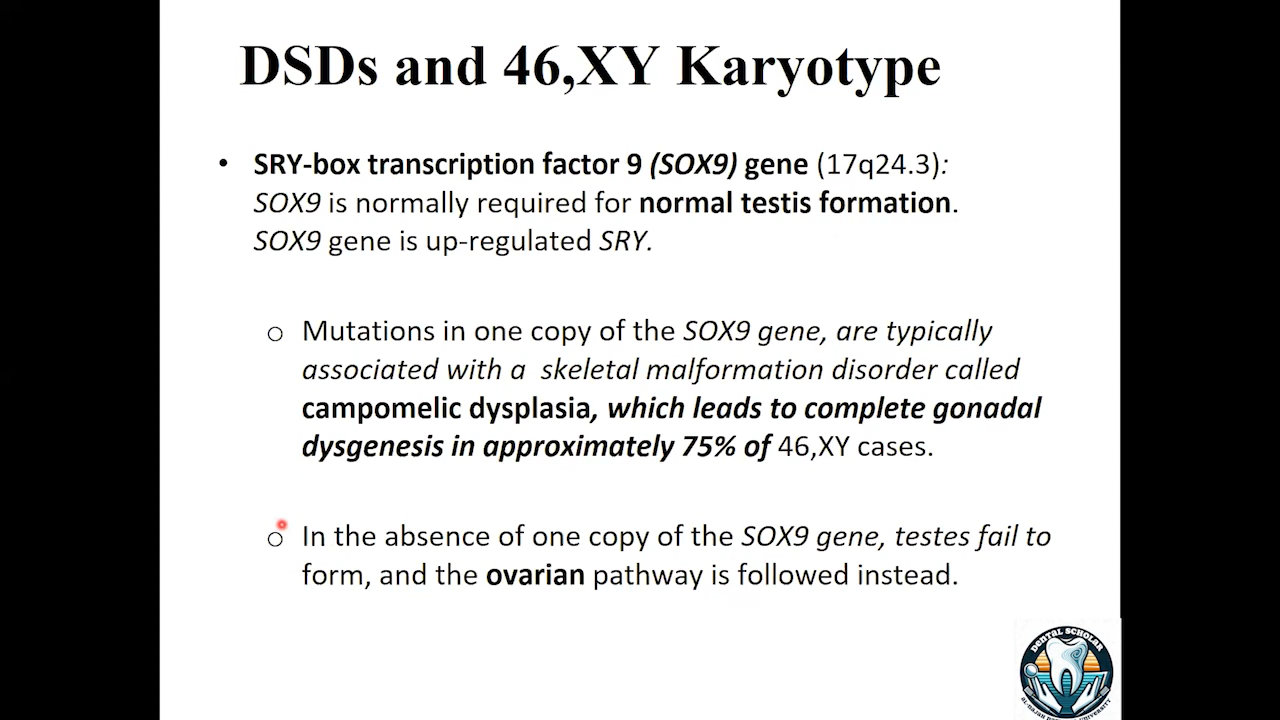 DSDs and 46,XY Karyotype
• SRY-box transcription factor 9 (SOX9) gene (17q24.3):
SOX9 is normally required for normal testis formation.
SOX9 gene is up-regulated SRY.
o Mutations in one copy of the SOX9 gene, are typically
associated with a skeletal malformation disorder called
campomelic dysplasia, which leads to complete gonadal
dysgenesis in approximately 75% of 46,XY cases.
o In the absence of one copy of the SOX9 gene, testes fail to
form, and the ovarian pathway is followed instead.
DENTAL SCHOLAR